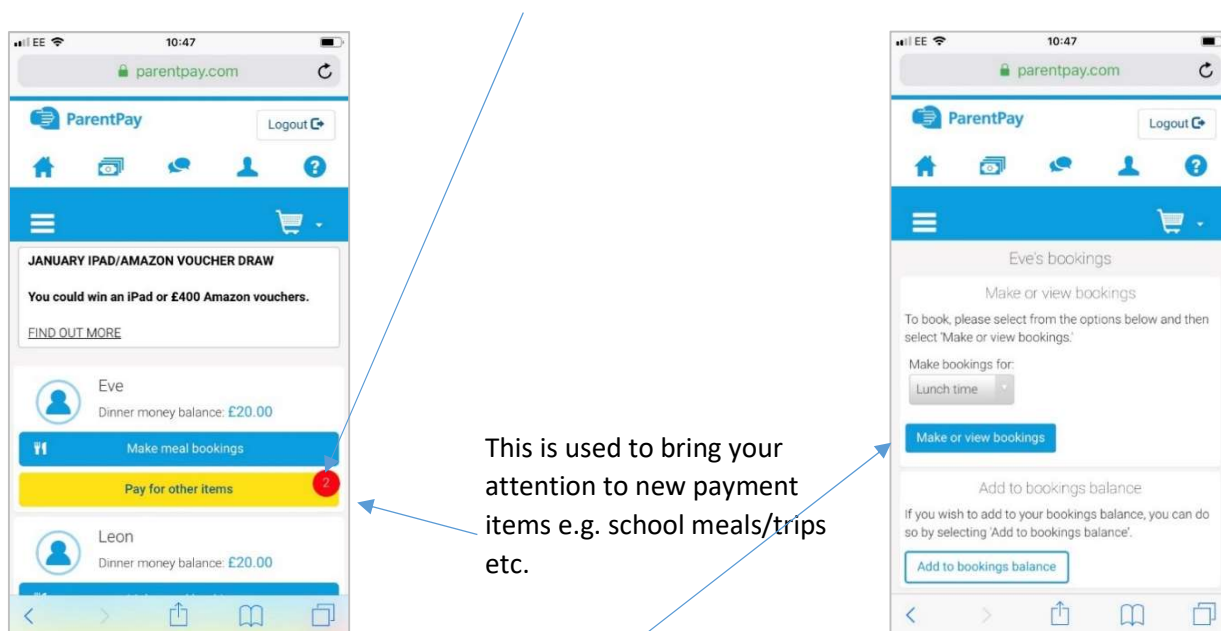 EE 10:47
parentpay.com
ParentPay
Logout
JANUARY IPAD/AMAZON VOUCHER DRAW
You could win an iPad or £400 Amazon vouchers.
FIND OUT MORE
Eve
Dinner money balance: £20.00
Make meal bookings
Pay for other items
2
Leon
Dinner money balance: £20.00
This is used to bring your
attention to new payment
items e.g. school meals/trips
etc.
EE 10:47
parentpay.com
ParentPay
Logout
Eve's bookings
Make or view bookings
To book, please select from the options below and then
select 'Make or view bookings.'
Make bookings for:
Lunch time
Make or view bookings
Add to bookings balance
If you wish to add to your bookings balance, you can do
so by selecting 'Add to bookings balance'.
Add to bookings balance